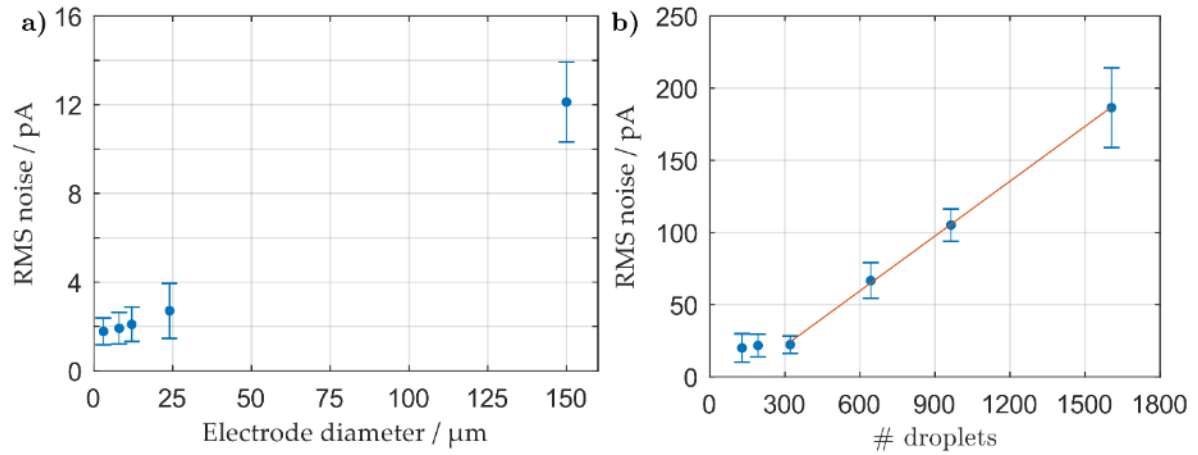 a)
16
12
8
4
0
RMS noise / pA
0 25 50 75 100 125 150
Electrode diameter / µm
b)
250
200
150
100
50
0
RMS noise / pA
0 300 600 900 1200 1500 1800
# droplets